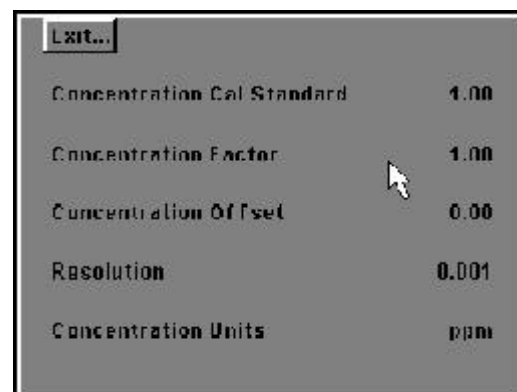 Exit...
Concentration Cal Standard 1.00
Concentration Factor 1.00
Concentration Offset 0.00
Resolution 0.001
Concentration Units ppm